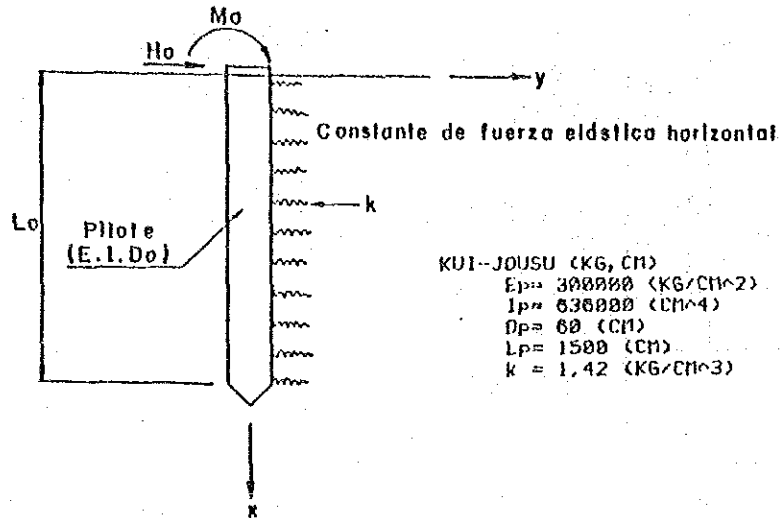 Mo
Ho
y
Constante de fuerza elástica horizontal
k
Lo
Pilote
(E.I.Do)
KUI--JOUSU (KG,CM)
Ep= 300000 (KG/CM^2)
Ip= 636000 (CM^4)
Dp= 60 (CM)
Lp= 1500 (CM)
k = 1,42 (KG/CM^3)
x